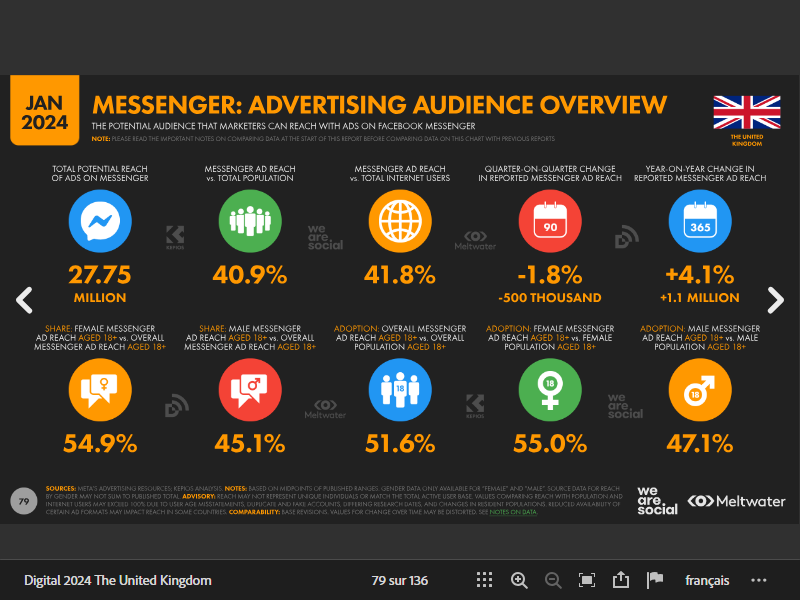 JAN
2024
MESSENGER: ADVERTISING AUDIENCE OVERVIEW
THE POTENTIAL AUDIENCE THAT MARKETERS CAN REACH WITH ADS ON FACEBOOK MESSENGER
NOTE: PLEASE READ THE IMPORTANT NOTES ON COMPARING DATA AT THE START OF THIS REPORT BEFORE COMPARING DATA ON THIS CHART WITH PREVIOUS REPORTS
THE UNITED
KINGDOM
TOTAL POTENTIAL REACH
OF ADS ON MESSENGER
27.75
MILLION
MESSENGER AD REACH
vs. TOTAL POPULATION
40.9%
MESSENGER AD REACH
vs. TOTAL INTERNET USERS
41.8%
QUARTER-ON-QUARTER CHANGE
IN REPORTED MESSENGER AD REACH
90
-1.8%
-500 THOUSAND
YEAR-ON-YEAR CHANGE IN
REPORTED MESSENGER AD REACH
365
+4.1%
+1.1 MILLION
KEPIOS
we
are.
social
Meltwater
SHARE: FEMALE MESSENGER
AD REACH AGED 18+ vs. OVERALL
MESSENGER AD REACH AGED 18+
54.9%
SHARE: MALE MESSENGER
AD REACH AGED 18+ vs. OVERALL
MESSENGER AD REACH AGED 18+
45.1%
ADOPTION: OVERALL MESSENGER
AD REACH AGED 18+ vs. OVERALL
POPULATION AGED 18+
18
51.6%
ADOPTION: FEMALE MESSENGER
AD REACH AGED 18+ vs. FEMALE
POPULATION AGED 18+
18
55.0%
ADOPTION: MALE MESSENGER
AD REACH AGED 18+ vs. MALE
POPULATION AGED 18+
18
47.1%
Meltwater
KEPIOS
we
are.
social
79
SOURCES: META'S ADVERTISING RESOURCES; KEPIOS ANALYSIS. NOTES: BASED ON MIDPOINTS OF PUBLISHED RANGES. GENDER DATA ONLY AVAILABLE FOR "FEMALE" AND "MALE". SOURCE DATA FOR REACH
BY GENDER MAY NOT SUM TO PUBLISHED TOTAL. ADVISORY: REACH MAY NOT REPRESENT UNIQUE INDIVIDUALS OR MATCH THE TOTAL ACTIVE USER BASE. VALUES COMPARING REACH WITH POPULATION AND
INTERNET USERS MAY EXCEED 100% DUE TO USER AGE MISSTATEMENTS, DUPLICATE AND FAKE ACCOUNTS, DIFFERING RESEARCH DATES, AND CHANGES IN RESIDENT POPULATIONS. REDUCED AVAILABILITY OF
CERTAIN AD FORMATS MAY IMPACT REACH IN SOME COUNTRIES. COMPARABILITY: BASE REVISIONS. VALUES FOR CHANGE OVER TIME MAY BE DISTORTED. SEE NOTES ON DATA.
we
are.
social
Meltwater
Digital 2024 The United Kingdom
79 sur 136
français